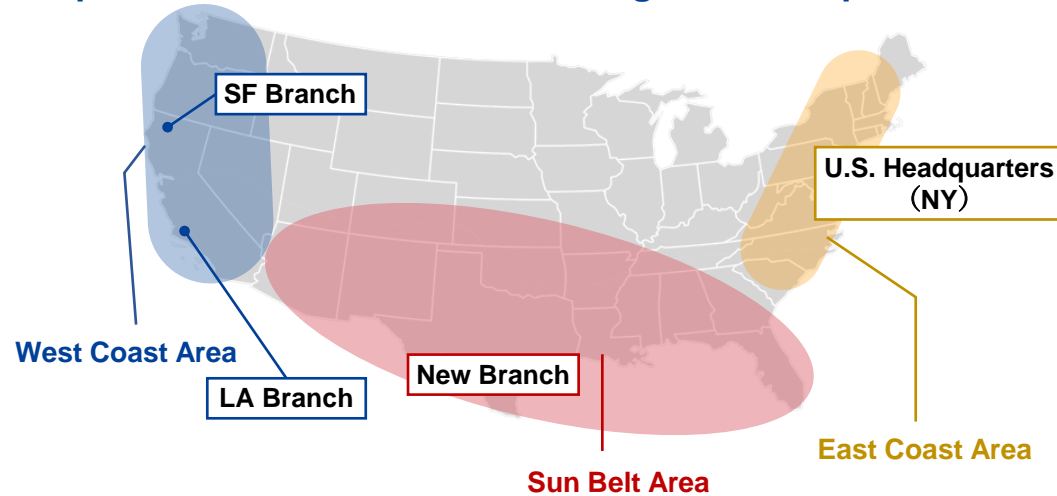 SF Branch
U.S. Headquarters
（NY）
West Coast Area
LA Branch
New Branch
East Coast Area
Sun Belt Area